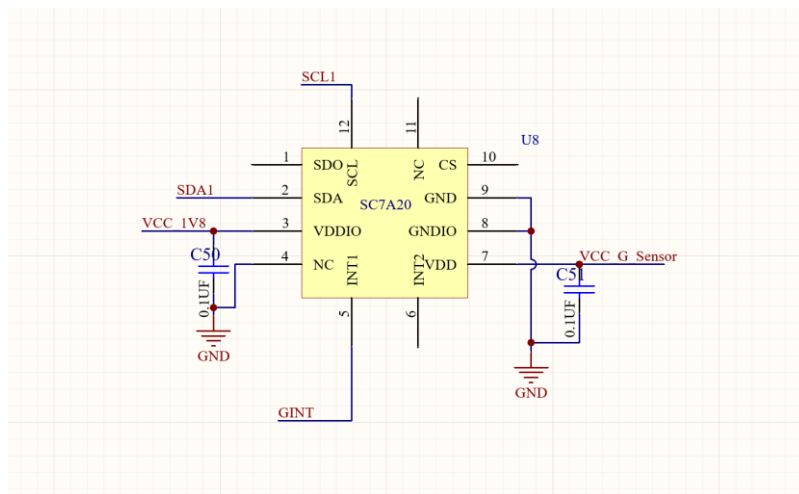 SCL1
12
11
U8
1
SDO
SCL
NC
CS
10
SDA1
2
SDA
SC7A20
GND
9
VCC_1V8
3
VDDIO
GNDIO
8
C50
4
NC
INT1
INT2
VDD
7
VCC_G_Sensor
C51
0.1UF
5
6
0.1UF
GND
GND
GINT